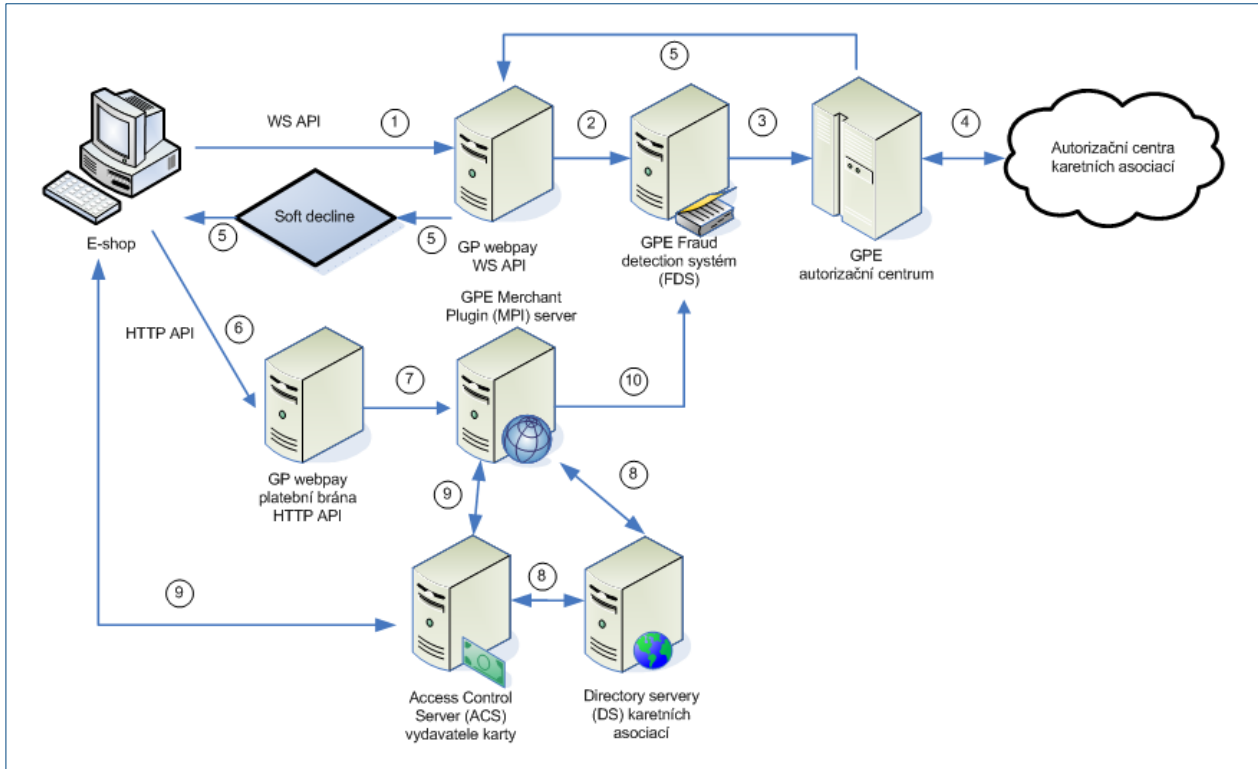 5
WS API
1
2
3
4
Autorizační centra
karetních asociací
Soft decline
5
5
E-shop
GP webpay
WS API
GPE Fraud
detection systém
(FDS)
GPE
autorizační centrum
GPE Merchant
Plugin (MPI) server
HTTP API
6
7
10
GP webpay
platební brána
HTTP API
9
8
8
9
Access Control
Server (ACS)
vydavatele karty
Directory servery
(DS) karetních
asociací